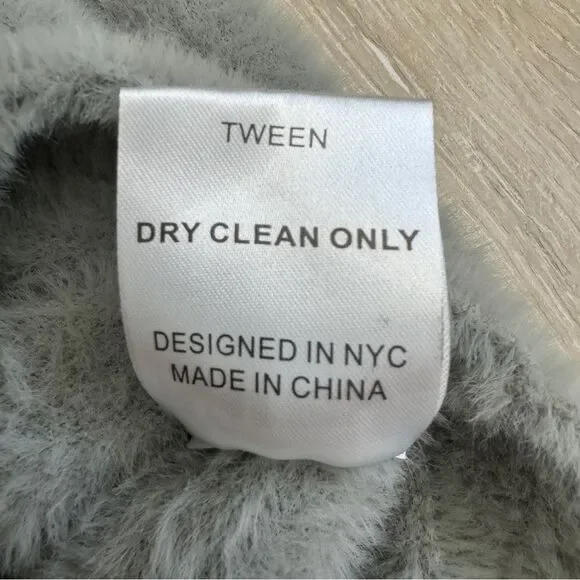 TWEEN
DRY CLEAN ONLY
DESIGNED IN NYC
MADE IN CHINA